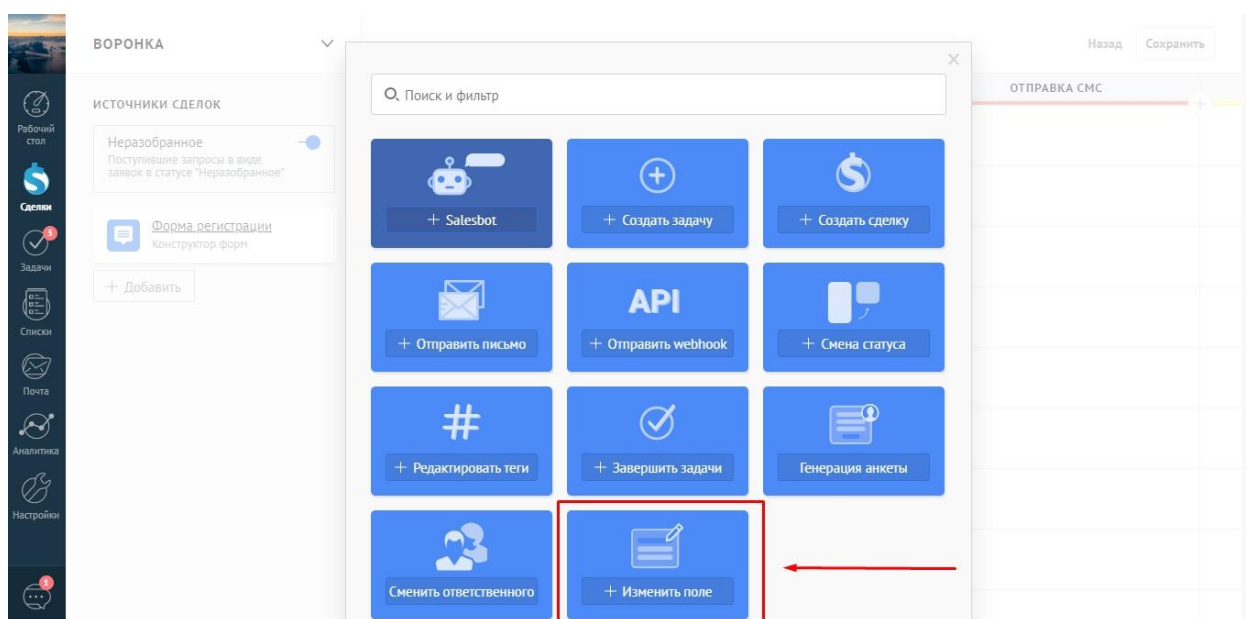 ВОРОНКА
Назад
Сохранить
Поиск и фильтр
ОТПРАВКА СМС
ИСТОЧНИКИ СДЕЛОК
Рабочий
стол
Неразобранное
Поступившие запросы в виде
заявок в статусе "Неразобранное"
Сделки
Форма регистрации
Конструктор форм
3
Задачи
+ Добавить
Списки
Почта
Аналитика
Настройки
1
+ Salesbot
+ Создать задачу
+ Создать сделку
API
+ Отправить письмо
+ Отправить webhook
+ Смена статуса
+ Редактировать теги
+ Завершить задачи
Генерация анкеты
Сменить ответственного
+ Изменить поле